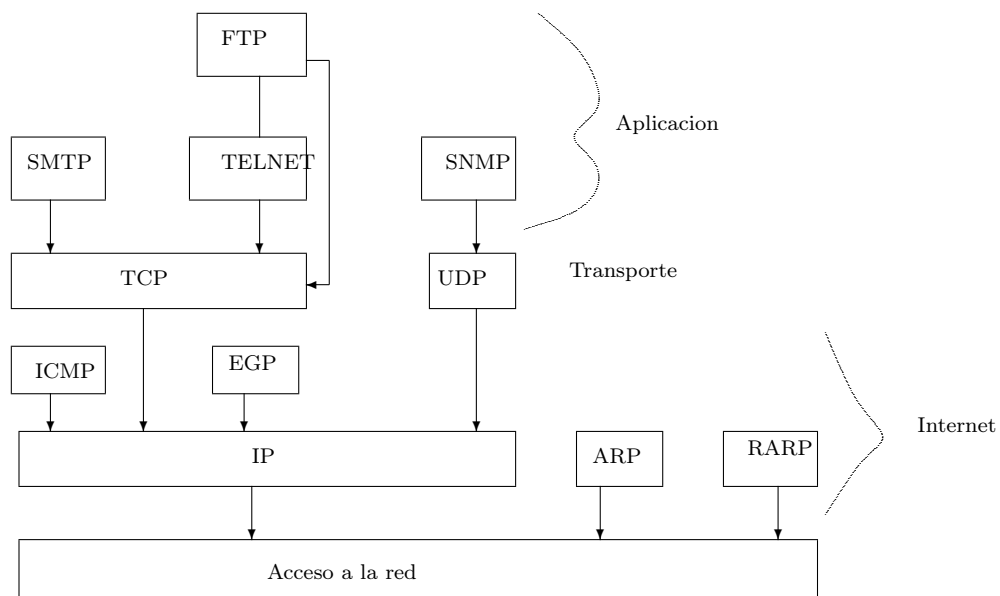 FTP
Aplicacion
SMTP
TELNET
SNMP
TCP
UDP
Transporte
ICMP
EGP
Internet
IP
ARP
RARP
Acceso a la red